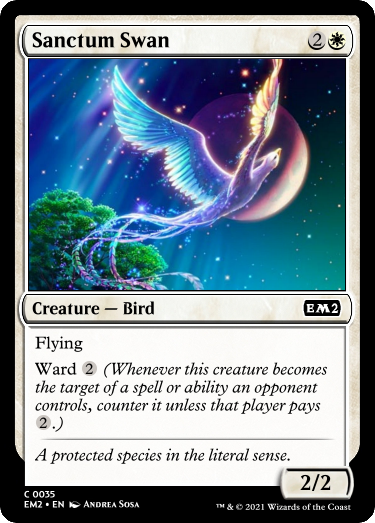 Sanctum Swan 2
Creature — Bird EM2
Flying
Ward 2 (Whenever this creature becomes
the target of a spell or ability an opponent
controls, counter it unless that player pays
2.)
A protected species in the literal sense.
2/2
C 0035
EM2 • EN Andrea Sosa
™ & © 2021 Wizards of the Coast